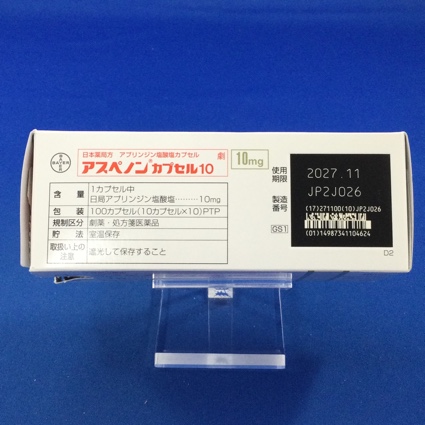 BAYER
日本薬局方 アプリンジン塩酸塩カプセル
アスペノン®カプセル10
劇
10mg
含量 1カプセル中
日局アプリンジン塩酸塩………10mg
包装 100カプセル(10カプセル×10)PTP
規制区分 劇薬・処方箋医薬品
貯法 室温保存
取扱い上の注意 遮光して保存すること
使用期限 2027.11
製造番号 JP2J026
(17)271100(10)JP2J026
GS1
(01)14987341104624
D2